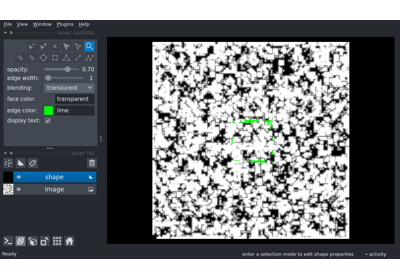 File View Window Plugins Help
layer controls
opacity: 0.70
edge width: 1
blending: translucent
face color: transparent
edge color: lime
display text:
layer list
shape
Image
Ready enter a selection mode to edit shape properties activity